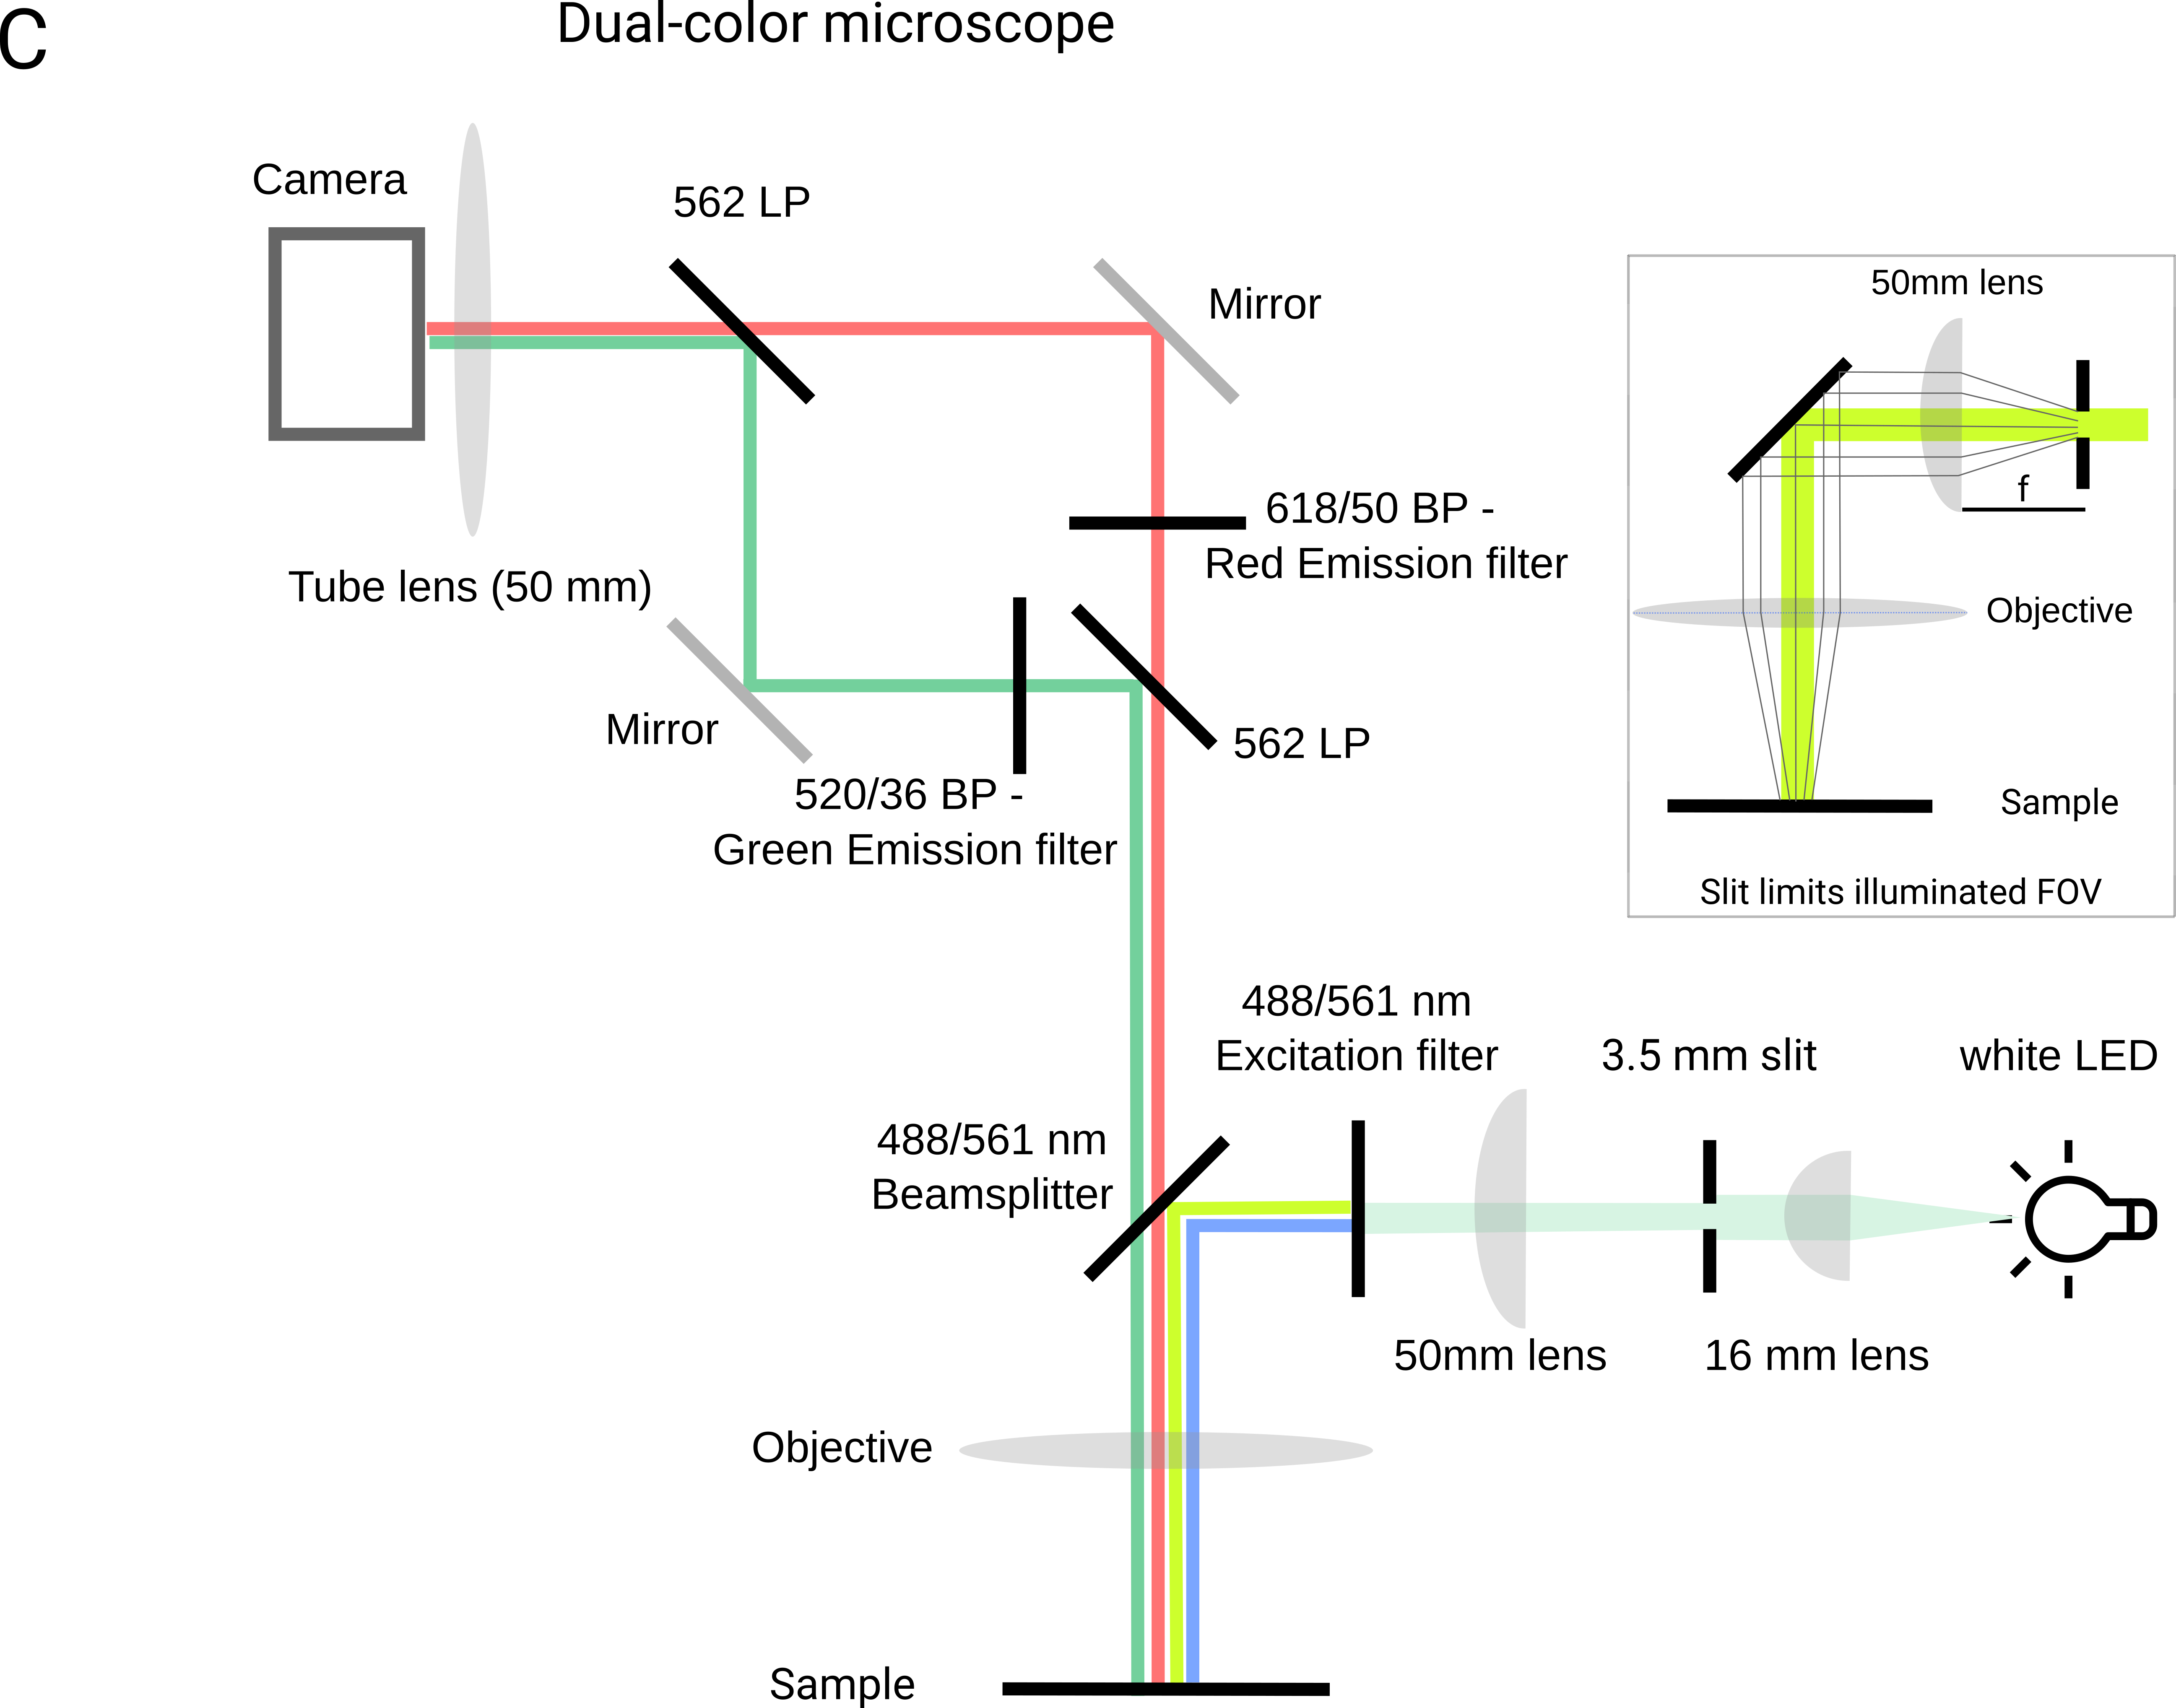 C
Dual-color microscope
Camera
562 LP
Mirror
50mm lens
f
618/50 BP -
Red Emission filter
Tube lens (50 mm)
Objective
Mirror
562 LP
520/36 BP -
Green Emission filter
Sample
Slit limits illuminated FOV
488/561 nm
Excitation filter
3.5 mm slit
white LED
488/561 nm
Beamsplitter
50mm lens
16 mm lens
Objective
Sample